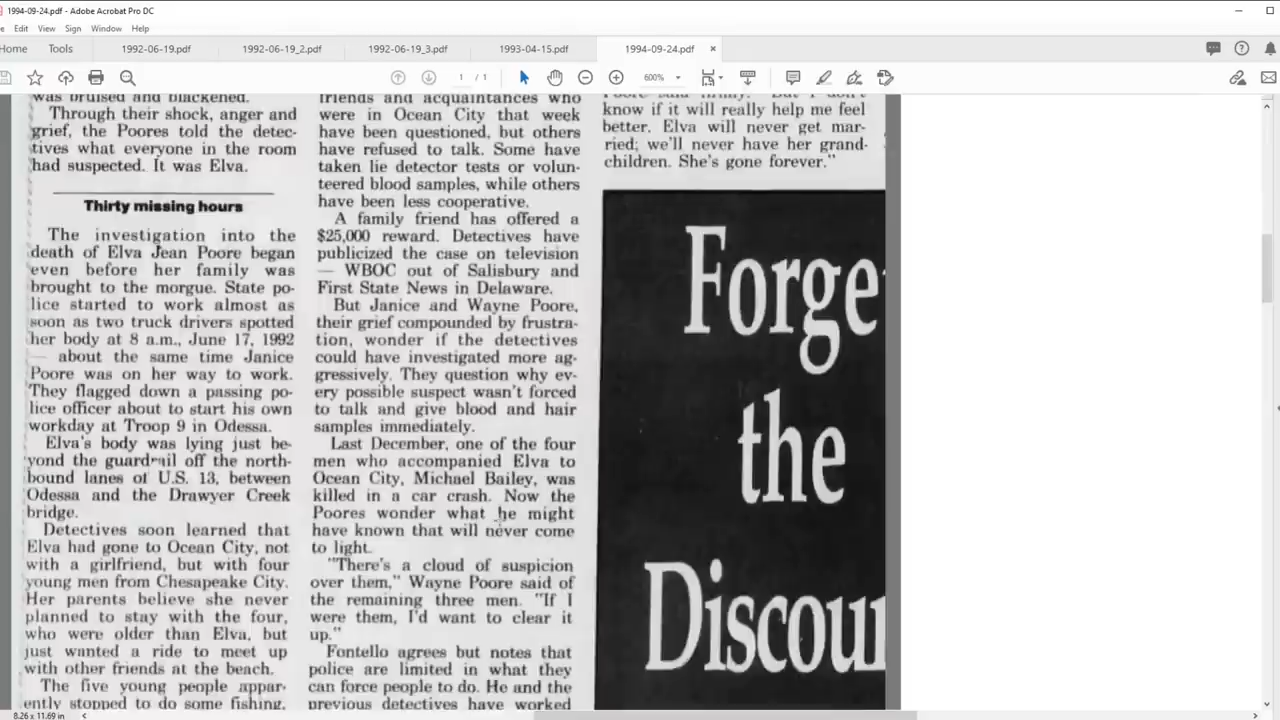 1994-09-24.pdf - Adobe Acrobat Pro DC
Edit View Sign Window Help
Home Tools 1992-06-19.pdf 1992-06-19_2.pdf 1992-06-19_3.pdf 1993-04-15.pdf 1994-09-24.pdf ×
1 / 1 600%
was bruised and blackened.
Through their shock, anger and
grief, the Poores told the detec-
tives what everyone in the room
had suspected. It was Elva.
Thirty missing hours
The investigation into the
death of Elva Jean Poore began
even before her family was
brought to the morgue. State po-
lice started to work almost as
soon as two truck drivers spotted
her body at 8 a.m., June 17, 1992
— about the same time Janice
Poore was on her way to work.
They flagged down a passing po-
lice officer about to start his own
workday at Troop 9 in Odessa.
Elva's body was lying just be-
yond the guardrail off the north-
bound lanes of U.S. 13, between
Odessa and the Drawyer Creek
bridge.
Detectives soon learned that
Elva had gone to Ocean City, not
with a girlfriend, but with four
young men from Chesapeake City.
Her parents believe she never
planned to stay with the four,
who were older than Elva, but
just wanted a ride to meet up
with other friends at the beach.
The five young people appar-
ently stopped to do some fishing,
friends and acquaintances who
were in Ocean City that week
have been questioned, but others
have refused to talk. Some have
taken lie detector tests or volun-
teered blood samples, while others
have been less cooperative.
A family friend has offered a
$25,000 reward. Detectives have
publicized the case on television
— WBOC out of Salisbury and
First State News in Delaware.
But Janice and Wayne Poore,
their grief compounded by frustra-
tion, wonder if the detectives
could have investigated more ag-
gressively. They question why ev-
ery possible suspect wasn't forced
to talk and give blood and hair
samples immediately.
Last December, one of the four
men who accompanied Elva to
Ocean City, Michael Bailey, was
killed in a car crash. Now the
Poores wonder what he might
have known that will never come
to light.
"There's a cloud of suspicion
over them," Wayne Poore said of
the remaining three men. "If I
were them, I'd want to clear it
up."
Fontello agrees but notes that
police are limited in what they
can force people to do. He and the
previous detectives have worked
know if it will really help me feel
better. Elva will never get mar-
ried; we'll never have her grand-
children. She's gone forever."
Forge
the
Discou
8.26 x 11.69 in